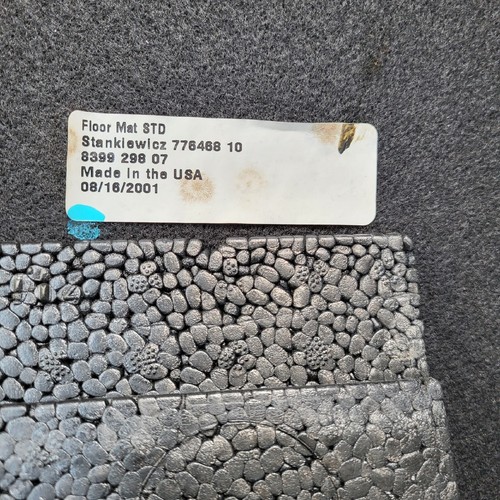 Floor Mat STD
Stankiewicz 776468 10
8399 298 07
Made in the USA
08/16/2001